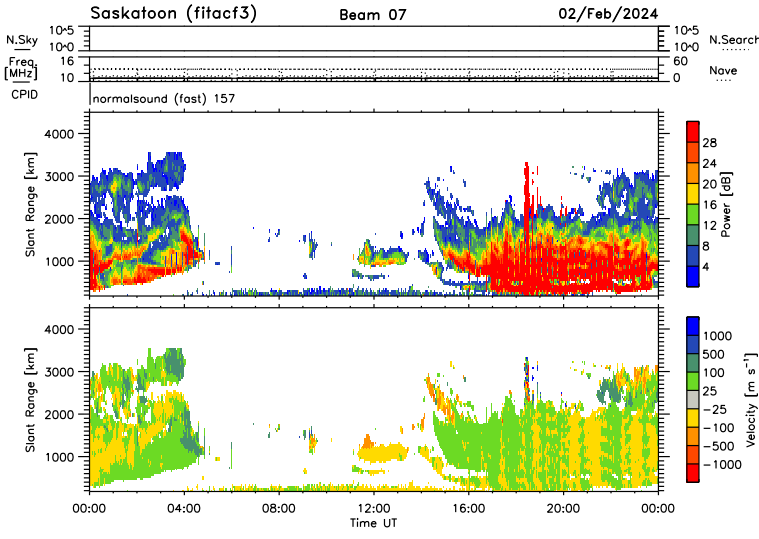 Saskatoon (fitacf3) Beam 07 02/Feb/2024
N.Sky 10^5 10^0 10^5 10^0 N.Search
Freq. [MHz] 16 10 60 0 Nave
CPID normalsound (fast) 157
Slant Range [km] 4000 3000 2000 1000
28 24 20 16 12 8 4 Power [dB]
Slant Range [km] 4000 3000 2000 1000
1000 500 100 25 -25 -100 -500 -1000 Velocity [m s⁻¹]
00:00 04:00 08:00 12:00 16:00 20:00 00:00
Time UT